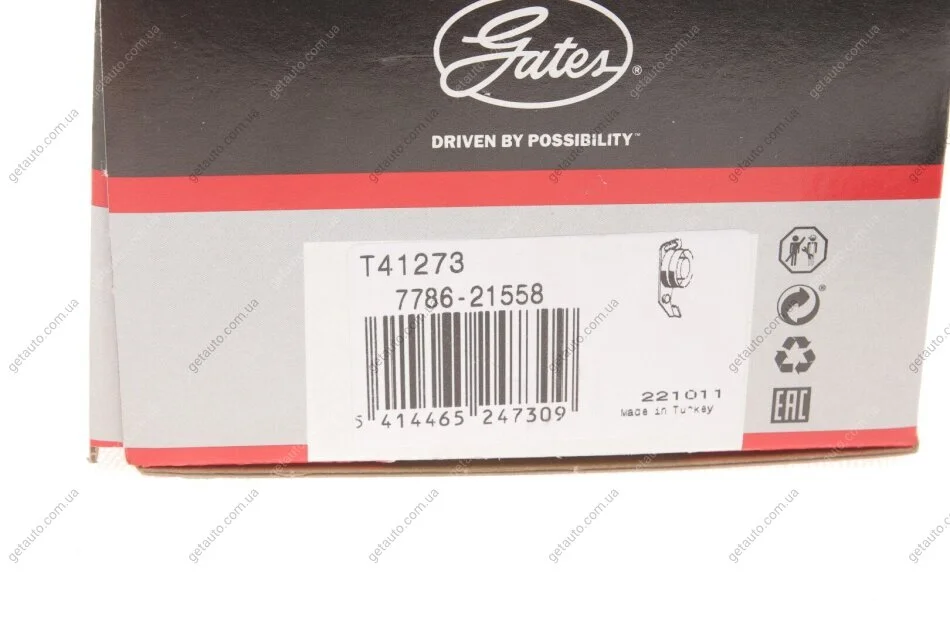 Gates®
DRIVEN BY POSSIBILITY™
T41273
7786-21558
5 414465 247309
221011
Made in Turkey
EAC
getauto.com.ua